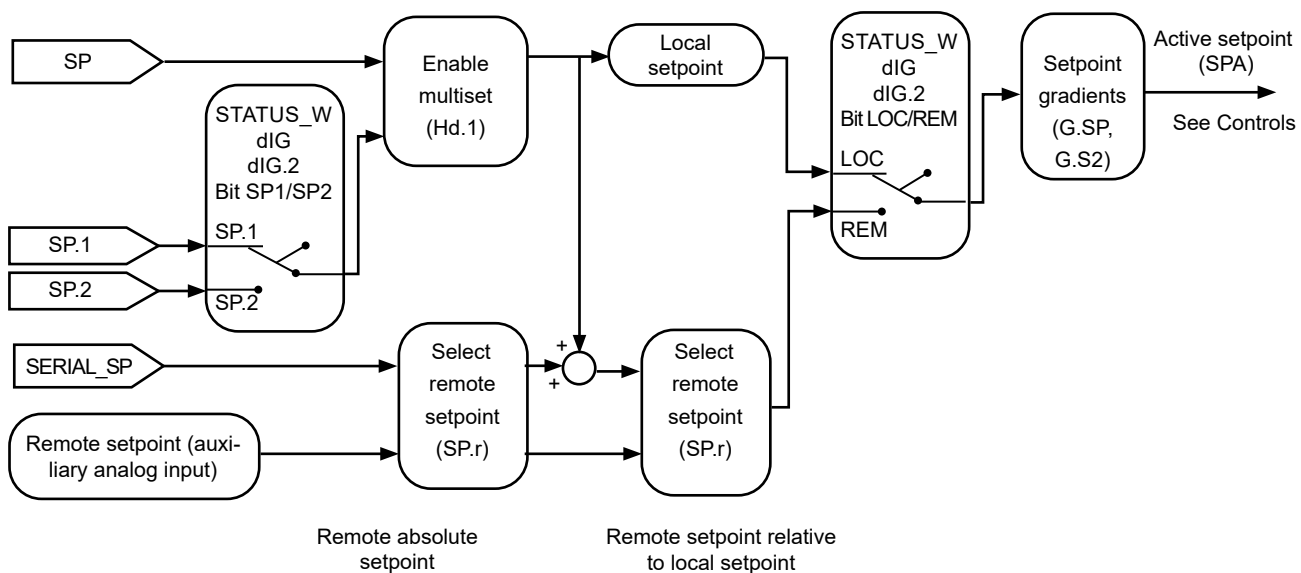 SP
Enable
multiset
(Hd.1)
Local
setpoint
STATUS_W
dIG
dIG.2
Bit LOC/REM
LOC
REM
Setpoint
gradients
(G.SP,
G.S2)
Active setpoint
(SPA)
See Controls
STATUS_W
dIG
dIG.2
Bit SP1/SP2
SP.1
SP.2
SP.1
SP.2
SERIAL_SP
Remote setpoint (auxi-
liary analog input)
Select
remote
setpoint
(SP.r)
+
+
Select
remote
setpoint
(SP.r)
Remote absolute
setpoint
Remote setpoint relative
to local setpoint